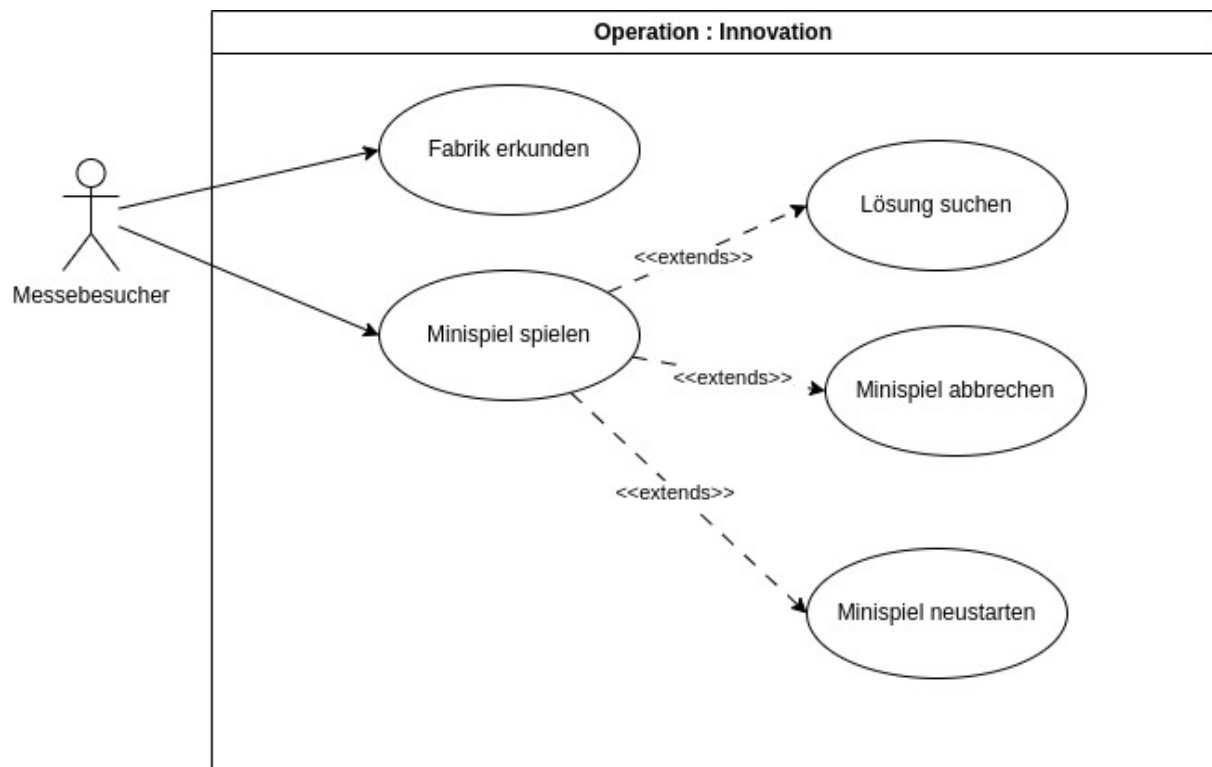 Operation : Innovation
Fabrik erkunden
Lösung suchen
<<extends>>
Messebesucher
Minispiel spielen
<<extends>>
Minispiel abbrechen
<<extends>>
Minispiel neustarten